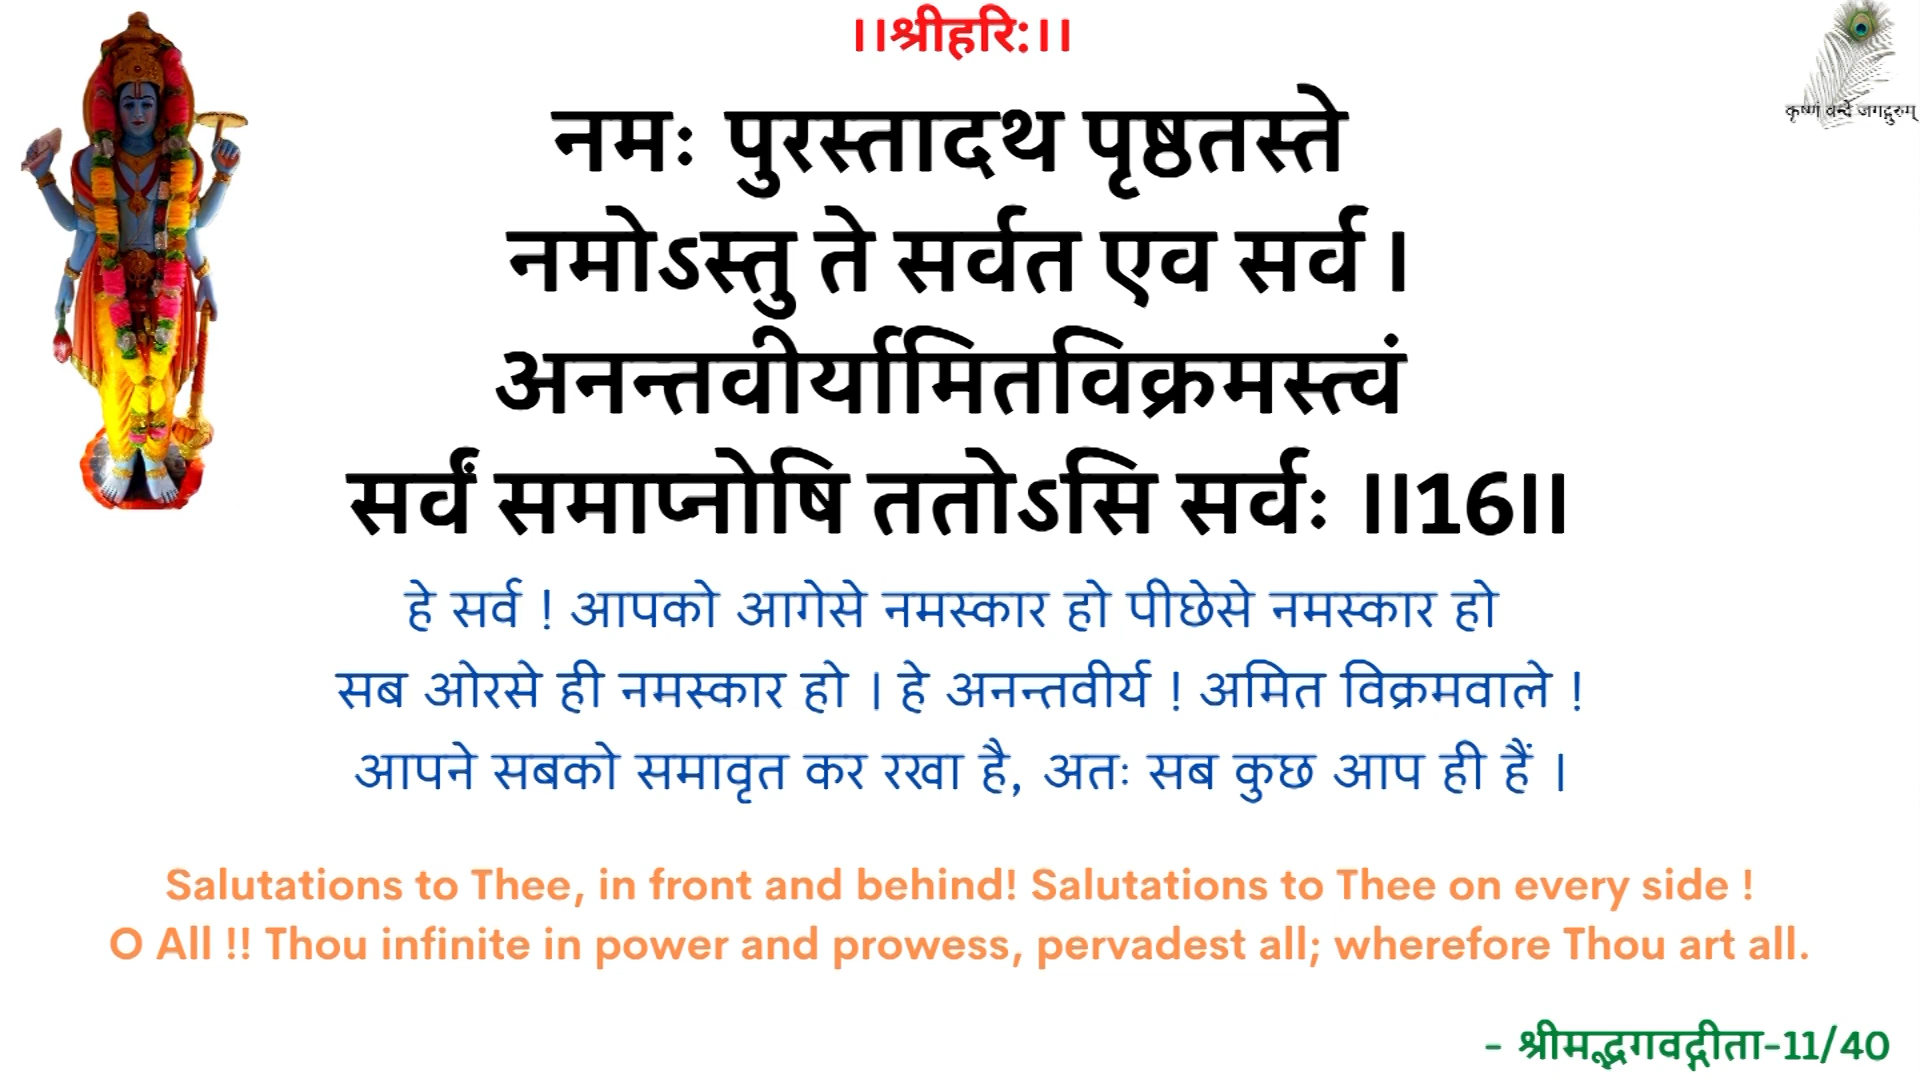 ।।श्रीहरि:।।
कृष्णं वन्दे जगद्गुरुम्
नमः पुरस्तादथ पृष्ठतस्ते
नमोऽस्तु ते सर्वत एव सर्व ।
अनन्तवीर्यामितविक्रमस्त्वं
सर्वं समाप्नोषि ततोऽसि सर्वः ।।16।।
हे सर्व ! आपको आगेसे नमस्कार हो पीछेसे नमस्कार हो
सब ओरसे ही नमस्कार हो । हे अनन्तवीर्य ! अमित विक्रमवाले !
आपने सबको समावृत कर रखा है, अतः सब कुछ आप ही हैं ।
Salutations to Thee, in front and behind! Salutations to Thee on every side !
O All !! Thou infinite in power and prowess, pervadest all; wherefore Thou art all.
- श्रीमद्भगवद्गीता-11/40